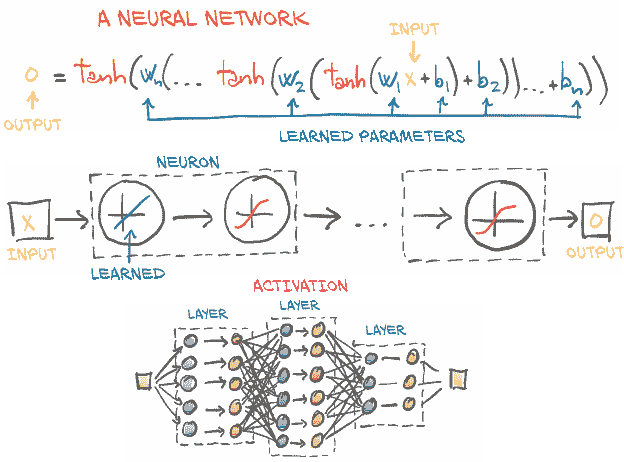 A NEURAL NETWORK
INPUT
O = tanh(wn(... tanh(w2(tanh(w1x+b1)+b2))...+bn))
OUTPUT
LEARNED PARAMETERS
NEURON
X ... O
INPUT
OUTPUT
LEARNED
ACTIVATION
LAYER
LAYER
LAYER